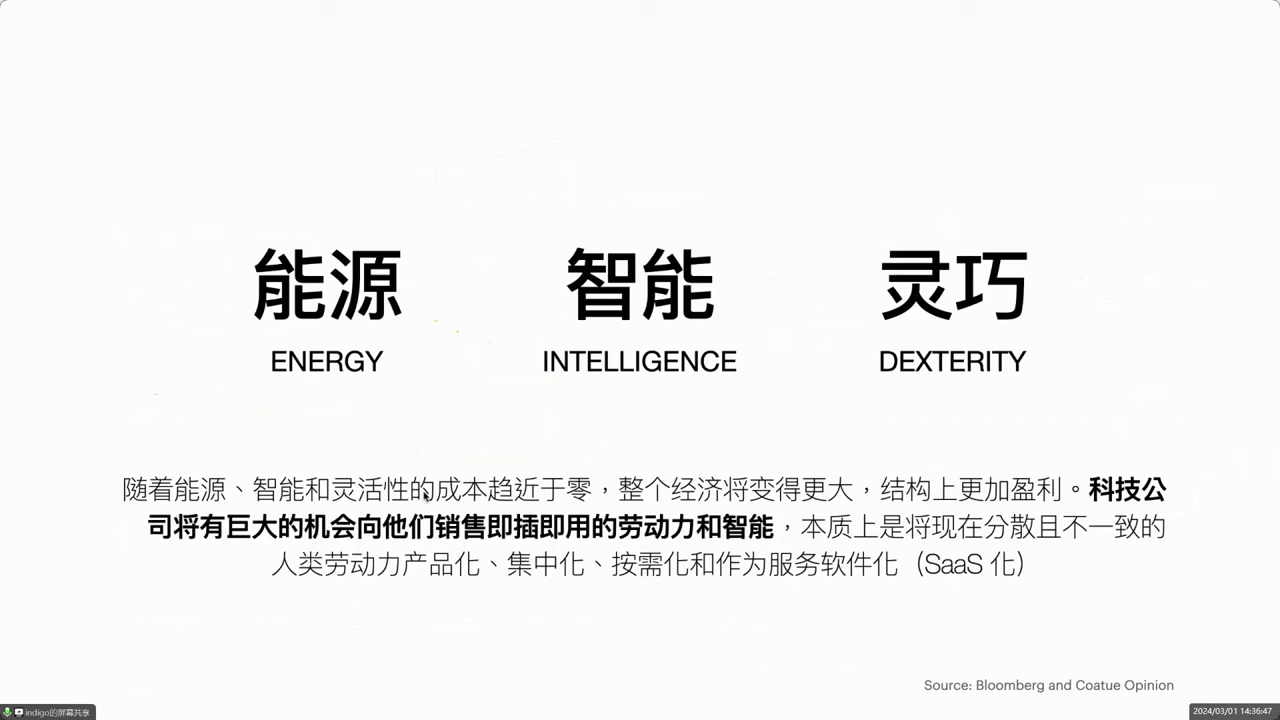 能源 智能 灵巧
ENERGY INTELLIGENCE DEXTERITY
随着能源、智能和灵活性的成本趋近于零，整个经济将变得更大，结构上更加盈利。科技公
司将有巨大的机会向他们销售即插即用的劳动力和智能，本质上是将现在分散且不一致的
人类劳动力产品化、集中化、按需化和作为服务软件化（SaaS 化）
Source: Bloomberg and Coatue Opinion
indigo的屏幕共享
2024/03/01 14:36:47